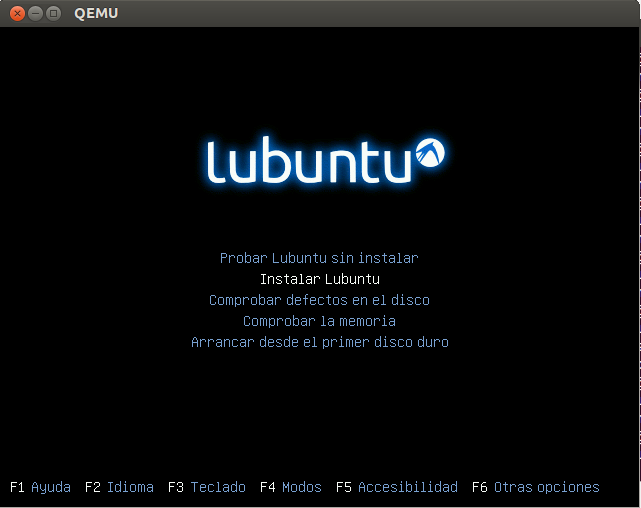 QEMU
lubuntu
Probar Lubuntu sin instalar
Instalar Lubuntu
Comprobar defectos en el disco
Comprobar la memoria
Arrancar desde el primer disco duro
F1 Ayuda F2 Idioma F3 Teclado F4 Modos F5 Accesibilidad F6 Otras opciones